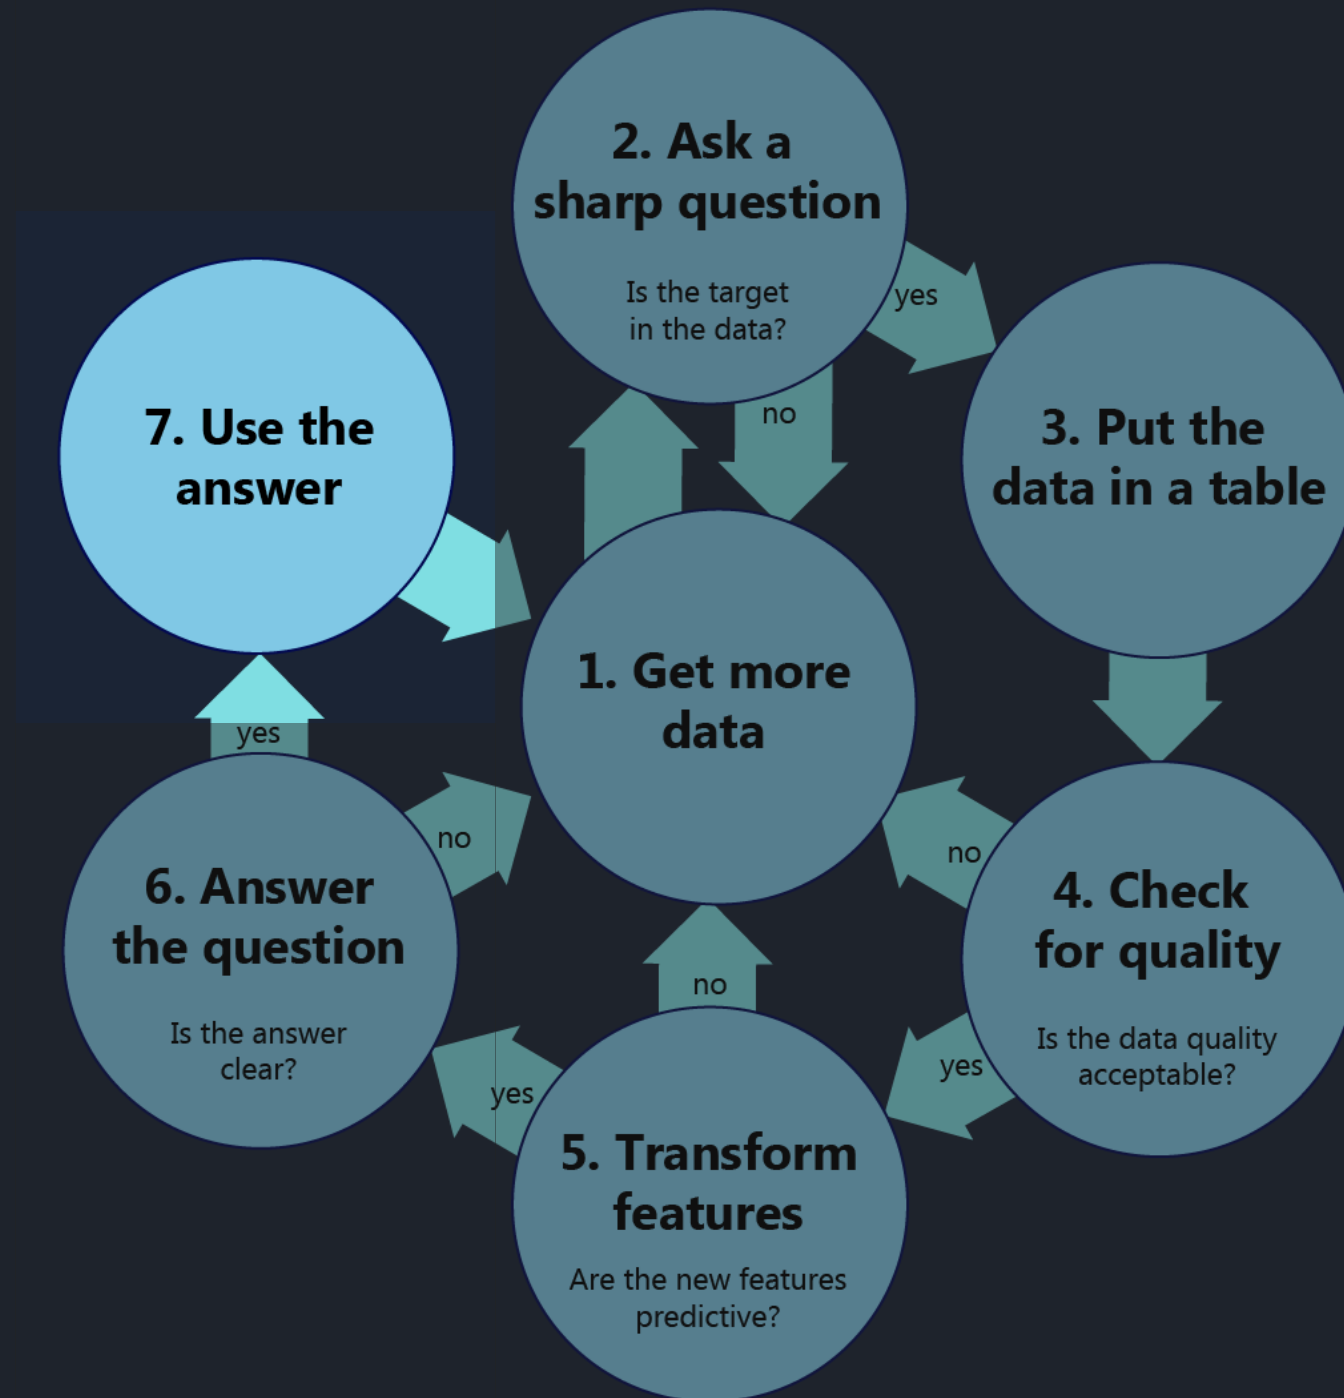 2. Ask a
sharp question
Is the target
in the data?
yes
no
7. Use the
answer
3. Put the
data in a table
1. Get more
data
yes
no
no
6. Answer
the question
Is the answer
clear?
4. Check
for quality
Is the data quality
acceptable?
no
yes
yes
5. Transform
features
Are the new features
predictive?